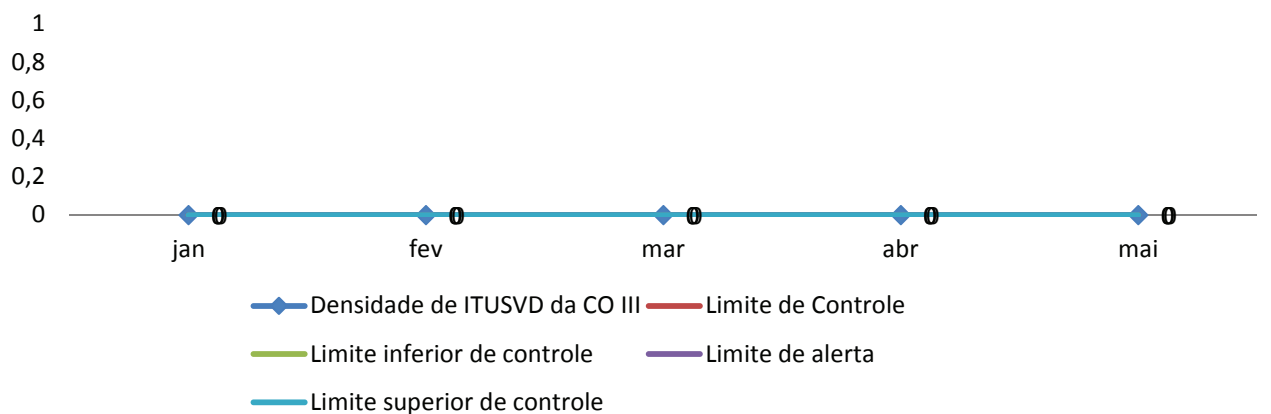 1
0,8
0,6
0,4
0,2
0
0 0 0 0 0
jan fev mar abr mai
Densidade de ITUSVD da CO III Limite de Controle
Limite inferior de controle Limite de alerta
Limite superior de controle